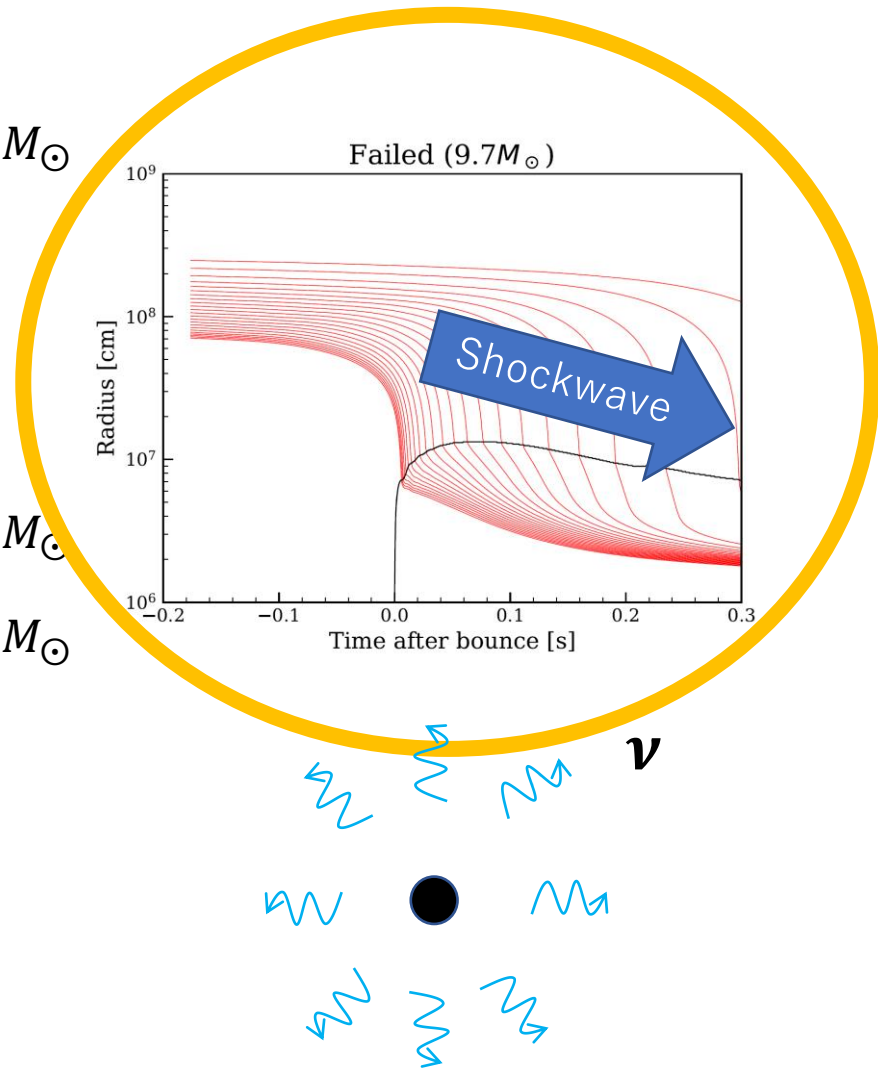 M☉
Failed (9.7M☉)
10⁹
10⁸
10⁷
10⁶
Radius [cm]
Shockwave
M☉
M☉
−0.2 −0.1 0.0 0.1 0.2 0.3
Time after bounce [s]
ν